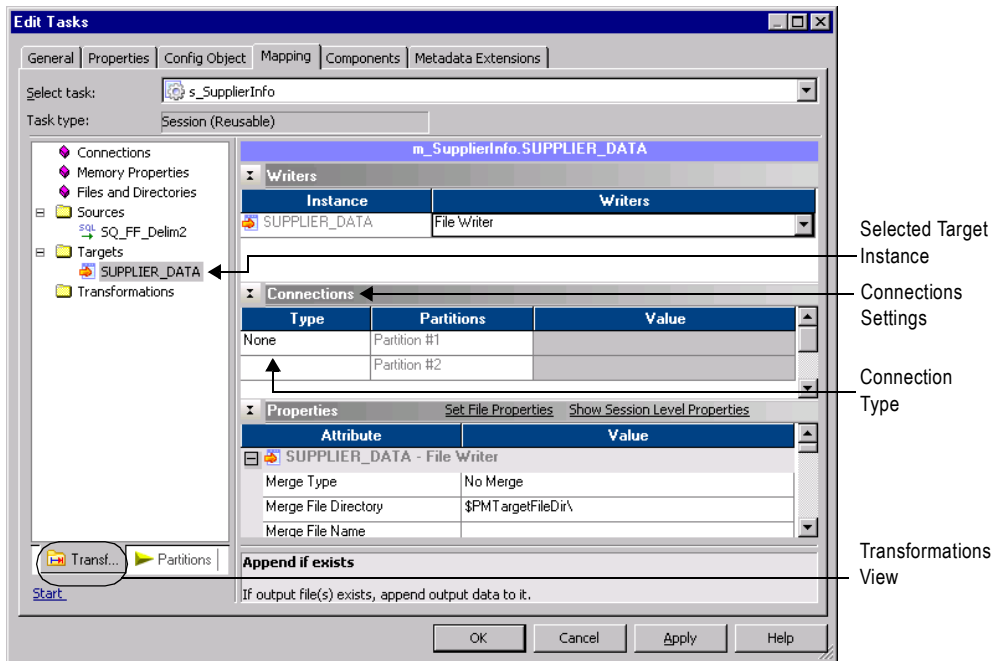 Edit Tasks
General Properties Config Object Mapping Components Metadata Extensions
Select task: s_SupplierInfo
Task type: Session (Reusable)
Connections
Memory Properties
Files and Directories
Sources
SQL SQ_FF_Delim2
Targets
SUPPLIER_DATA
Transformations
Transf... Partitions
Start
m_SupplierInfo.SUPPLIER_DATA
Writers
Instance Writers
SUPPLIER_DATA File Writer
Connections
Type Partitions Value
None Partition #1
Partition #2
Properties Set File Properties Show Session Level Properties
Attribute Value
SUPPLIER_DATA - File Writer
Merge Type No Merge
Merge File Directory $PMTargetFileDir\
Merge File Name
Append if exists
If output file(s) exists, append output data to it.
OK Cancel Apply Help
Selected Target
Instance
Connections
Settings
Connection
Type
Transformations
View